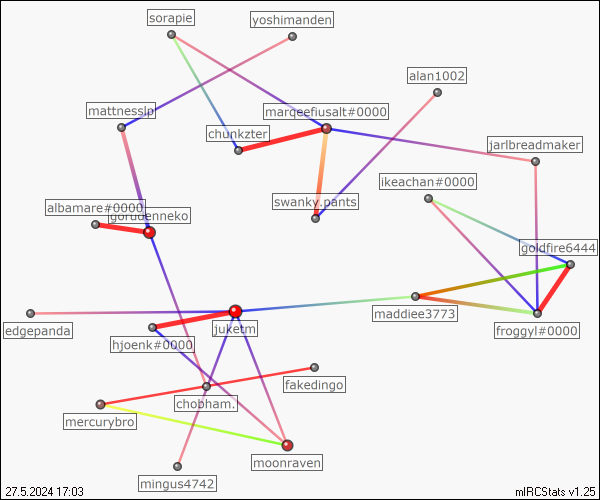 sorapie
yoshimanden
alan1002
marqeefiusalt#0000
mattnesslp
chunkzter
jarlbreadmaker
ikeachan#0000
swanky.pants
albamare#0000
gorudenneko
goldfire6444
maddiee3773
edgepanda
juketm
froggyl#0000
hjoenk#0000
fakedingo
chobham.
mercurybro
moonraven
mingus4742
27.5.2024 17:03
mIRCStats v1.25